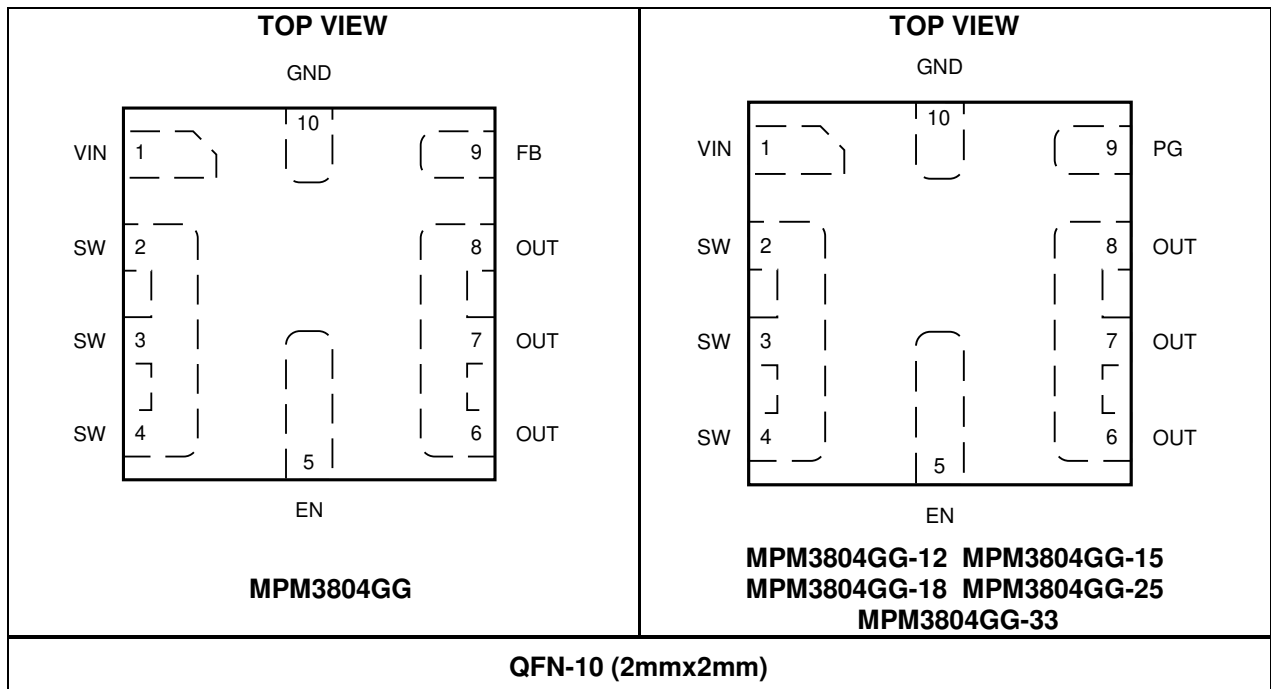 TOP VIEW
GND
10
VIN 1 9 FB
SW 2 8 OUT
SW 3 7 OUT
SW 4 6 OUT
5
EN
MPM3804GG
TOP VIEW
GND
10
VIN 1 9 PG
SW 2 8 OUT
SW 3 7 OUT
SW 4 6 OUT
5
EN
MPM3804GG-12 MPM3804GG-15
MPM3804GG-18 MPM3804GG-25
MPM3804GG-33
QFN-10 (2mmx2mm)